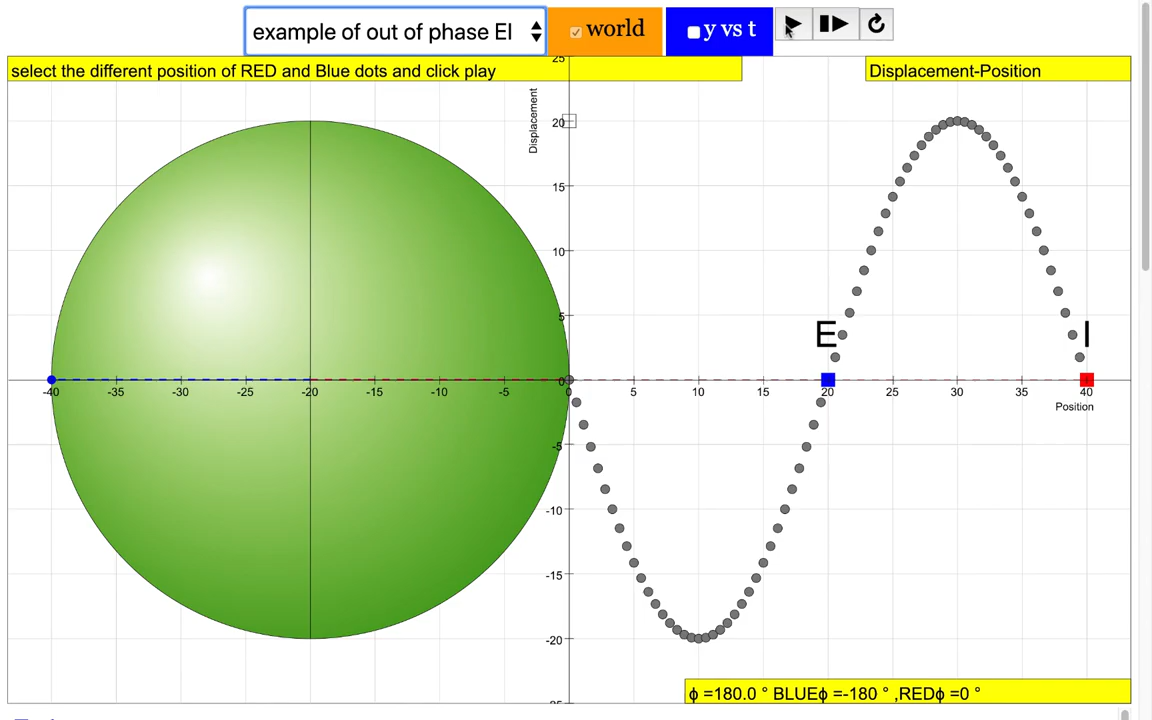 example of out of phase EI
world
y vs t
select the different position of RED and Blue dots and click play
Displacement-Position
Displacement
25
20
15
10
5
-5
-10
-15
-20
-25
E
I
-40 -35 -30 -25 -20 -15 -10 -5 0 5 10 15 20 25 30 35 40
Position
ϕ =180.0 ° BLUEϕ =-180 ° ,REDϕ =0 °